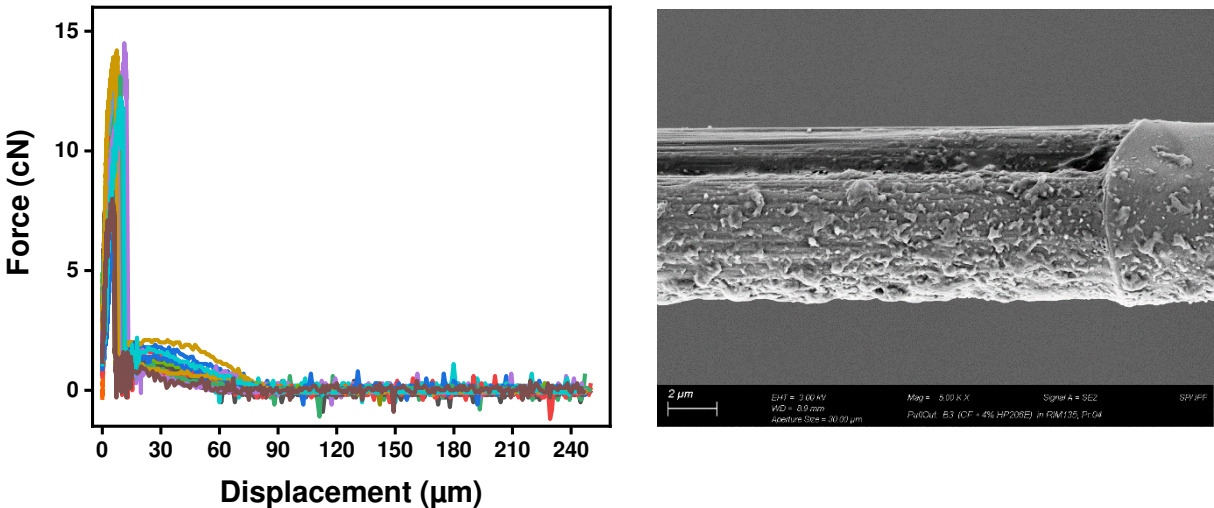 15
10
5
0
Force (cN)
0 30 60 90 120 150 180 210 240
Displacement (µm)
2 µm
EHT = 3.00 kV
WD = 8.9 mm
Aperture Size = 30.00 µm
Mag = 5.00 K X
Signal A = SE2
PullOut B3 (CF + 4% HP206E) in RIM135, Pr.04
SP/ IPF